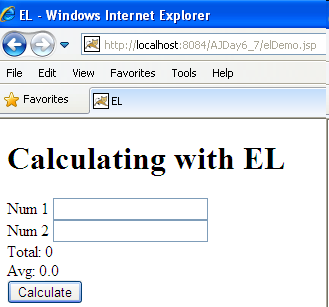 EL - Windows Internet Explorer
http://localhost:8084/AJDay6_7/elDemo.jsp
File Edit View Favorites Tools Help
Favorites EL
Calculating with EL
Num 1
Num 2
Total: 0
Avg: 0.0
Calculate